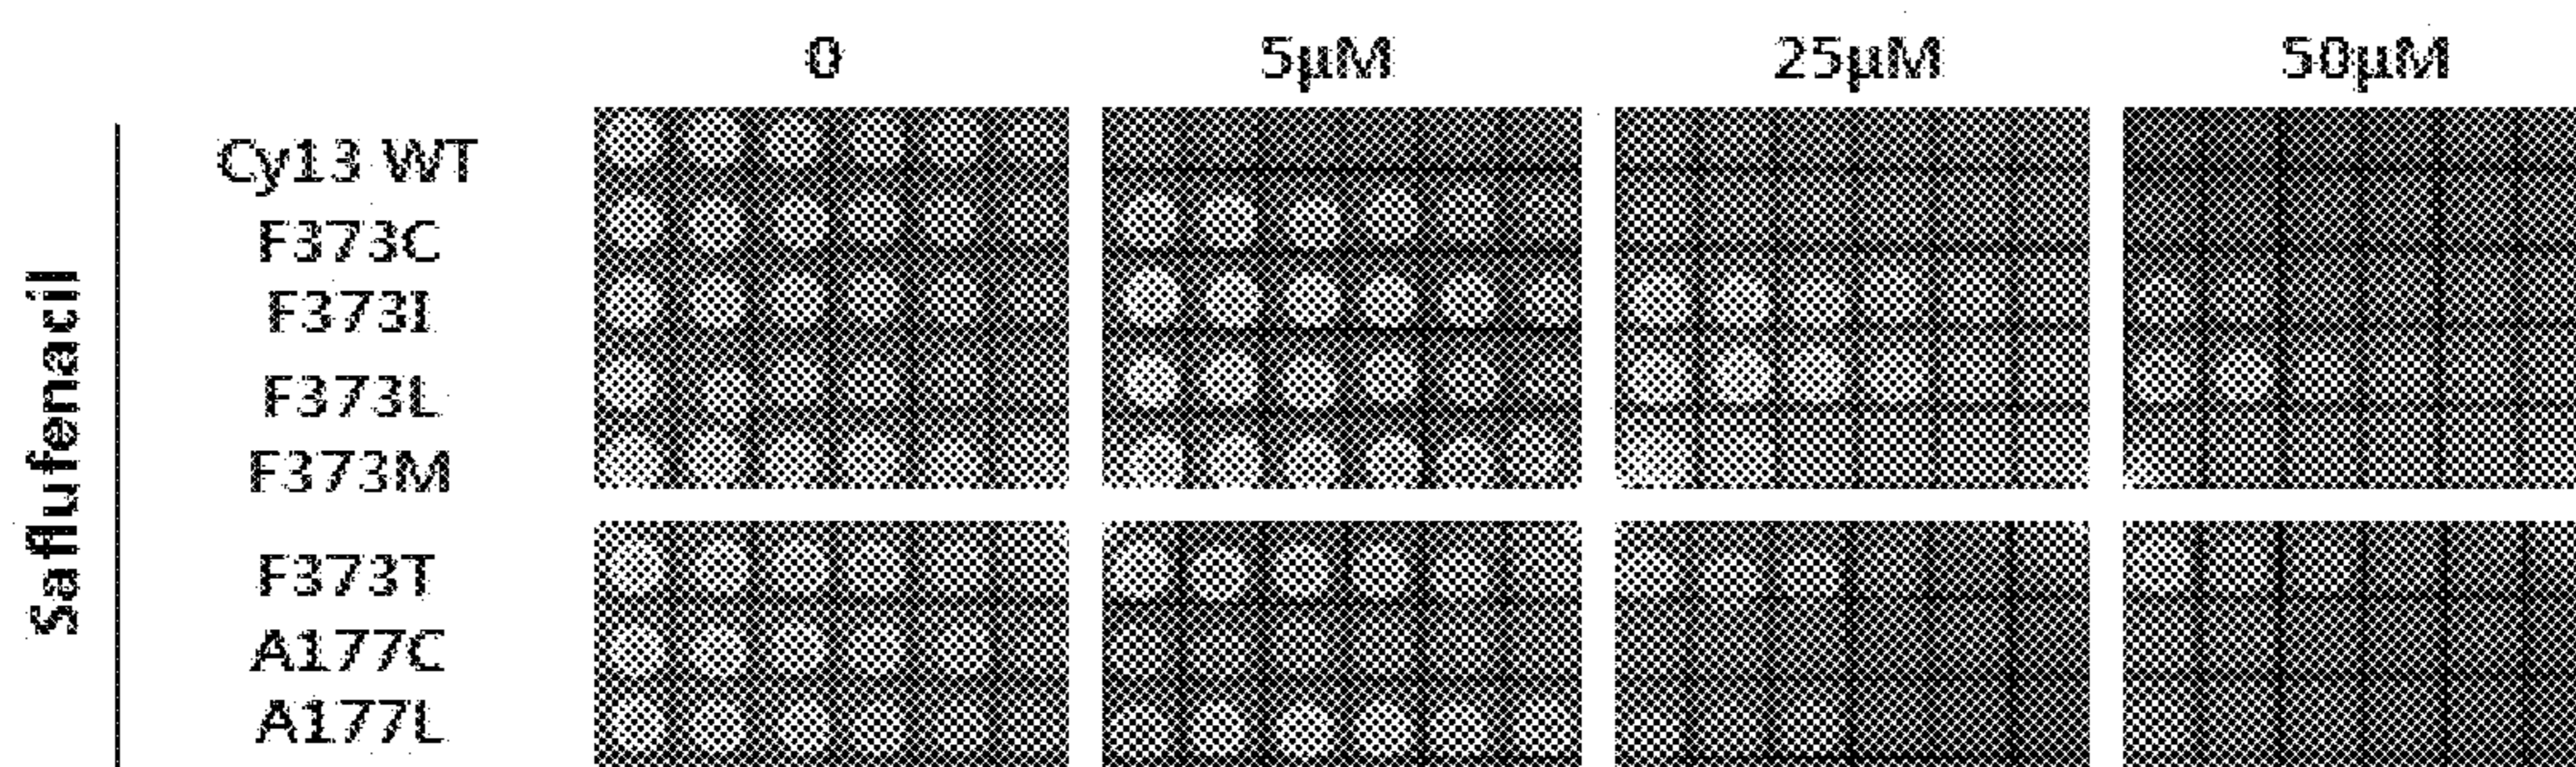 0 5μM 25μM 50μM
Saflufenacil
Cy13 WT
F373C
F373I
F373L
F373M
F373T
A177C
A177L